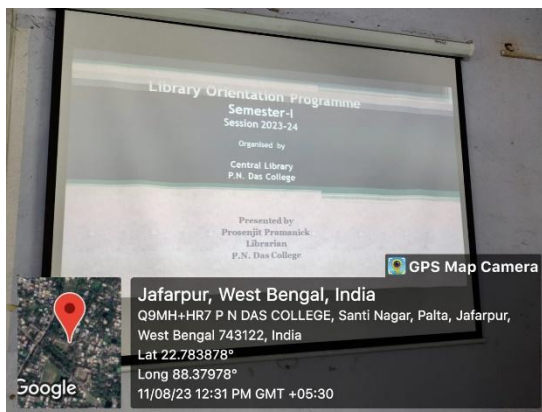 Library Orientation Programme
Semester-I
Session 2023-24
Organised by
Central Library
P.N. Das College
Presented by
Prosenjit Pramanick
Librarian
P.N. Das College
GPS Map Camera
Jafarpur, West Bengal, India
Q9MH+HR7 P N DAS COLLEGE, Santi Nagar, Palta, Jafarpur,
West Bengal 743122, India
Lat 22.783878°
Long 88.37978°
11/08/23 12:31 PM GMT +05:30
Google